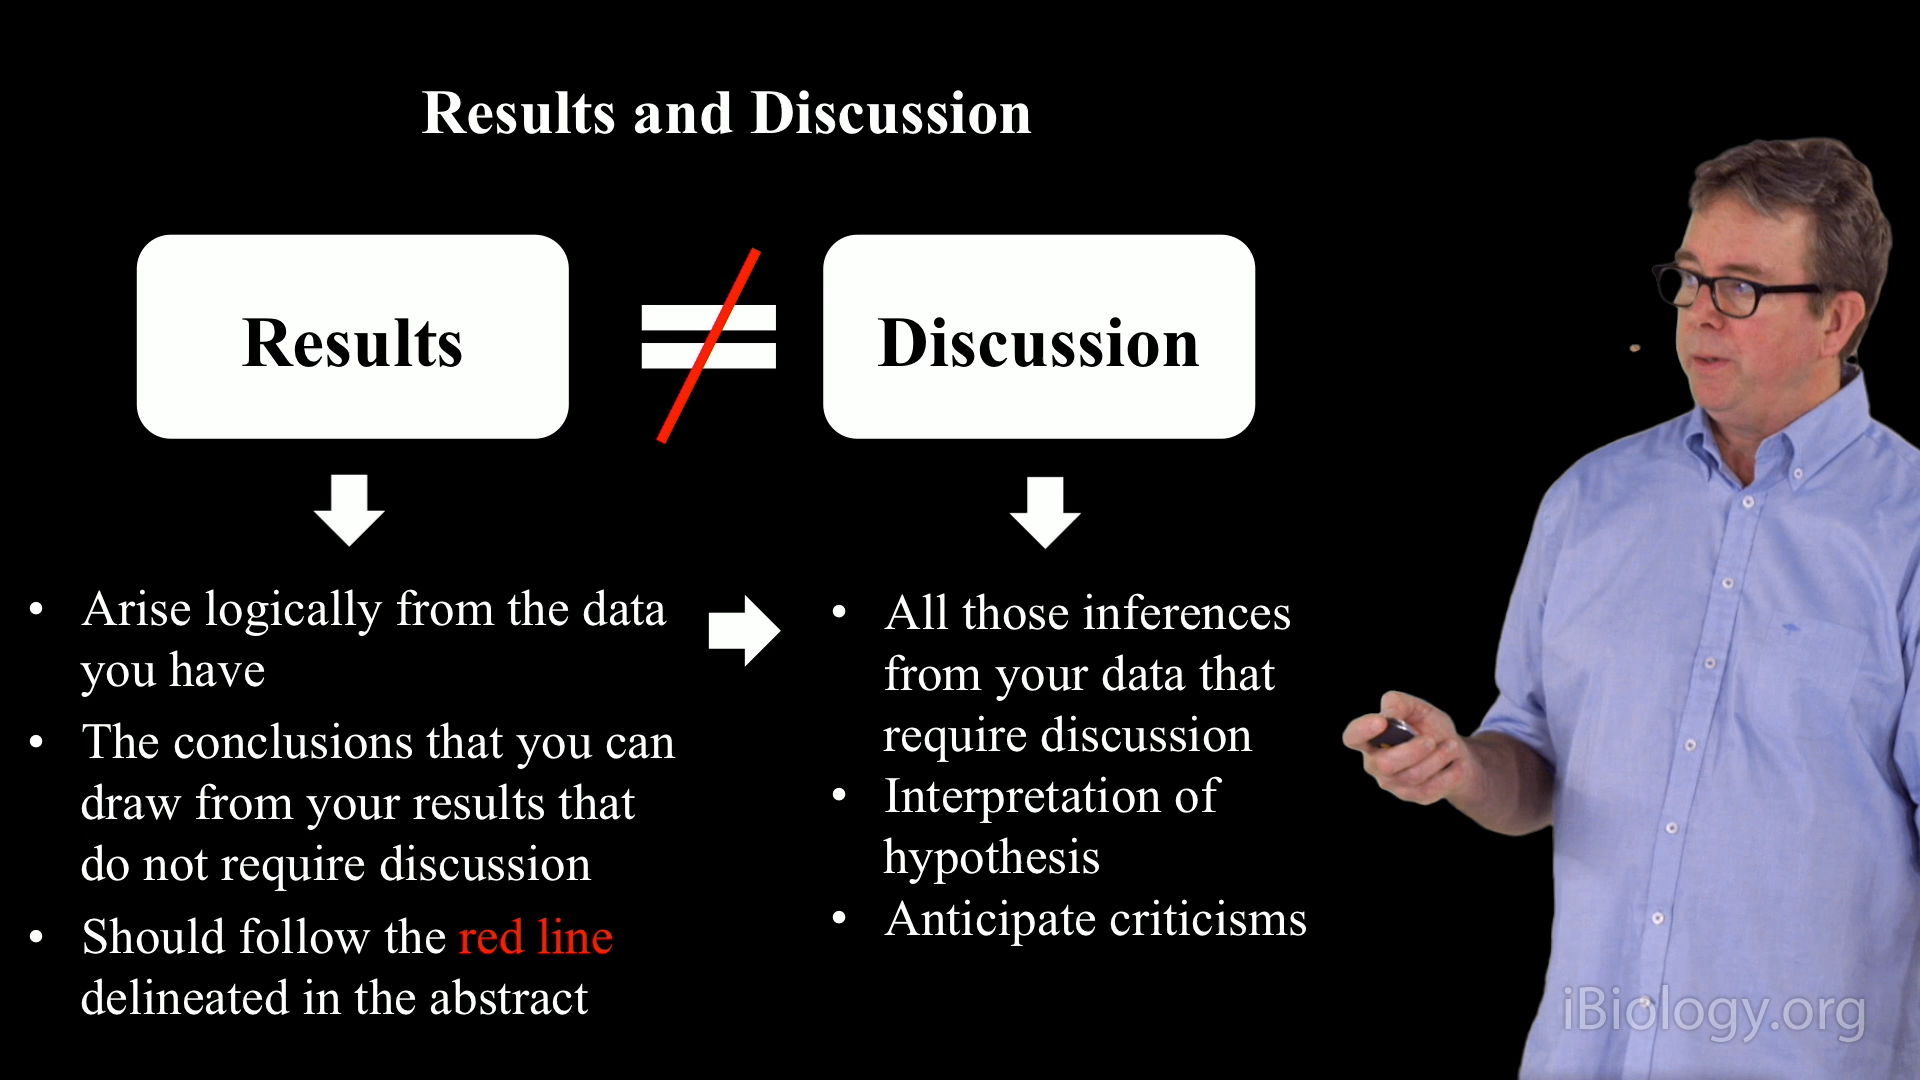 Results and Discussion
Results
Discussion
• Arise logically from the data
you have
• The conclusions that you can
draw from your results that
do not require discussion
• Should follow the red line
delineated in the abstract
• All those inferences
from your data that
require discussion
• Interpretation of
hypothesis
• Anticipate criticisms
iBiology.org